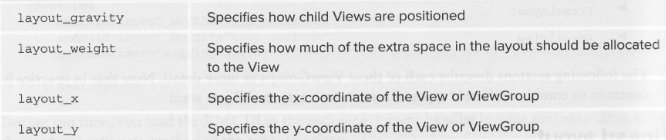 layout_gravity Specifies how child Views are positioned
layout_weight Specifies how much of the extra space in the layout should be allocated
to the View
layout_x Specifies the x-coordinate of the View or ViewGroup
layout_y Specifies the y-coordinate of the View or ViewGroup